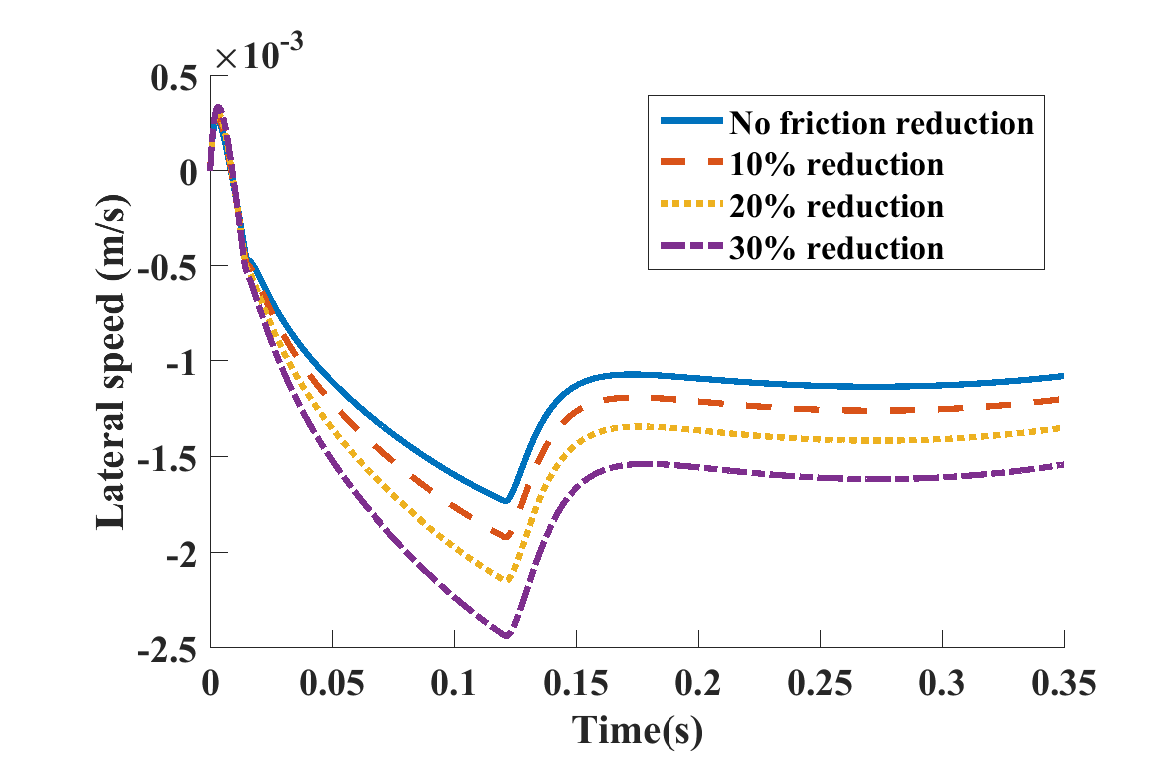 ×10-3
0.5
0
-0.5
-1
-1.5
-2
-2.5
0 0.05 0.1 0.15 0.2 0.25 0.3 0.35
Time(s)
Lateral speed (m/s)
No friction reduction
10% reduction
20% reduction
30% reduction